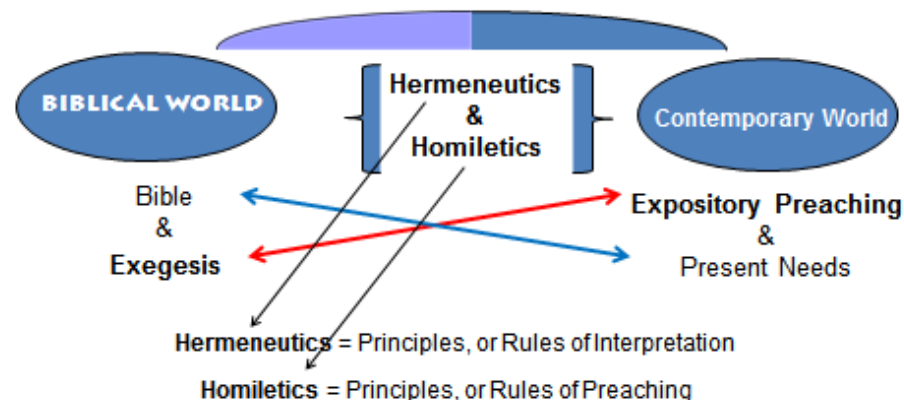 BIBLICAL WORLD
Hermeneutics
&
Homiletics
Contemporary World
Bible
&
Exegesis
Expository Preaching
&
Present Needs
Hermeneutics = Principles, or Rules of Interpretation
Homiletics = Principles, or Rules of Preaching